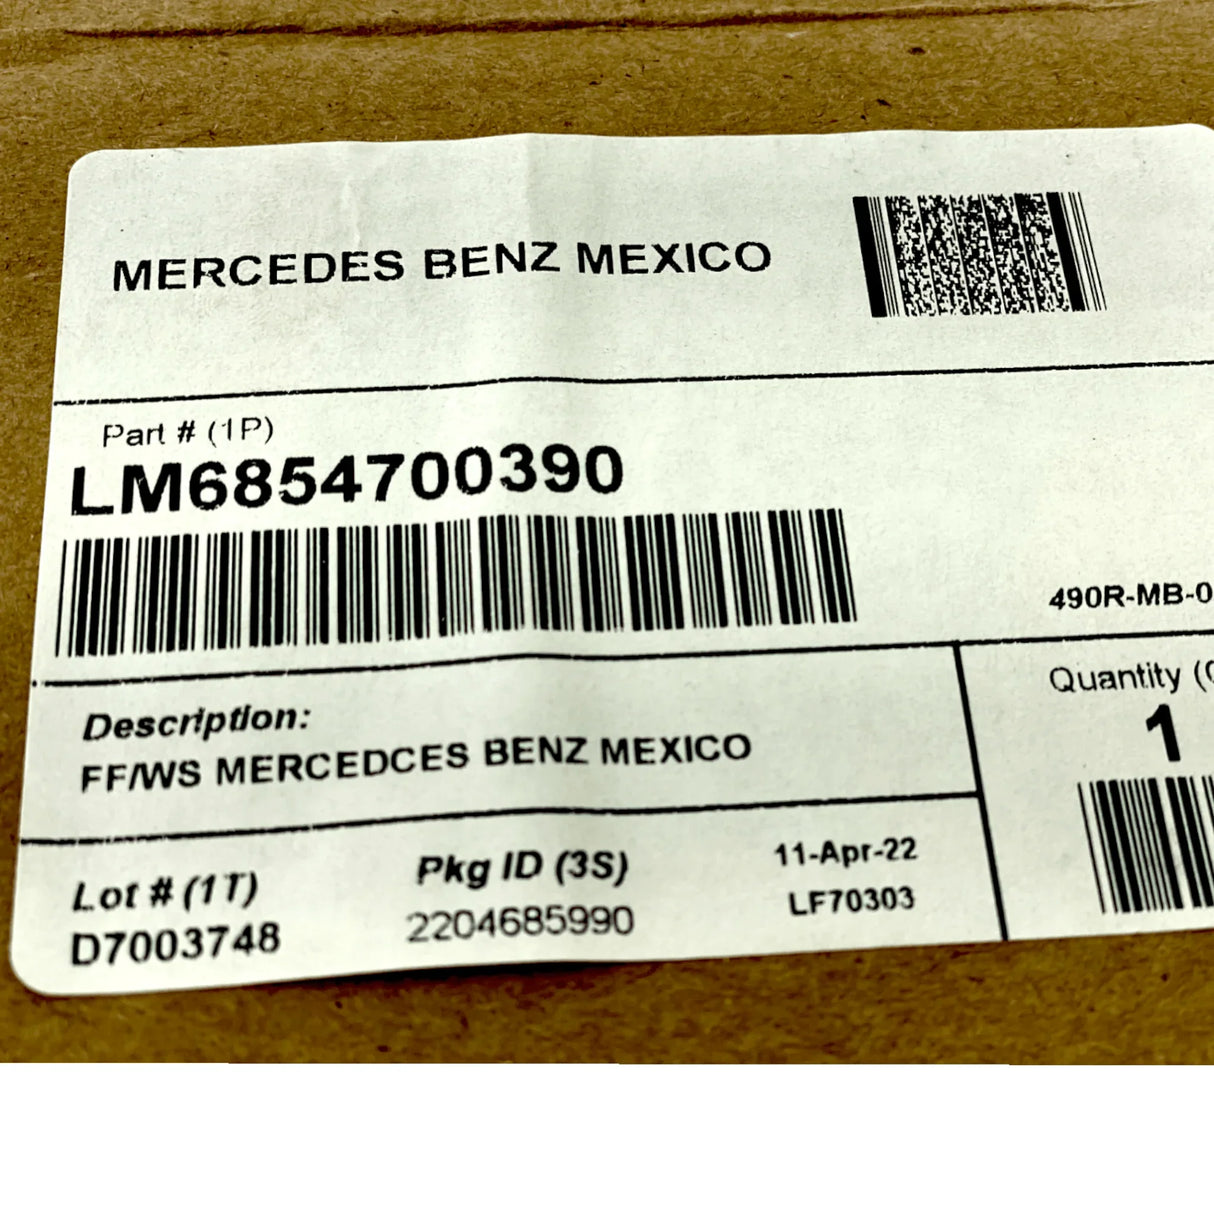 MERCEDES BENZ MEXICO
Part # (1P)
LM6854700390
490R-MB-0
Description:
FF/WS MERCEDCES BENZ MEXICO
Quantity (
1
Lot # (1T)
D7003748
Pkg ID (3S)
2204685990
11-Apr-22
LF70303